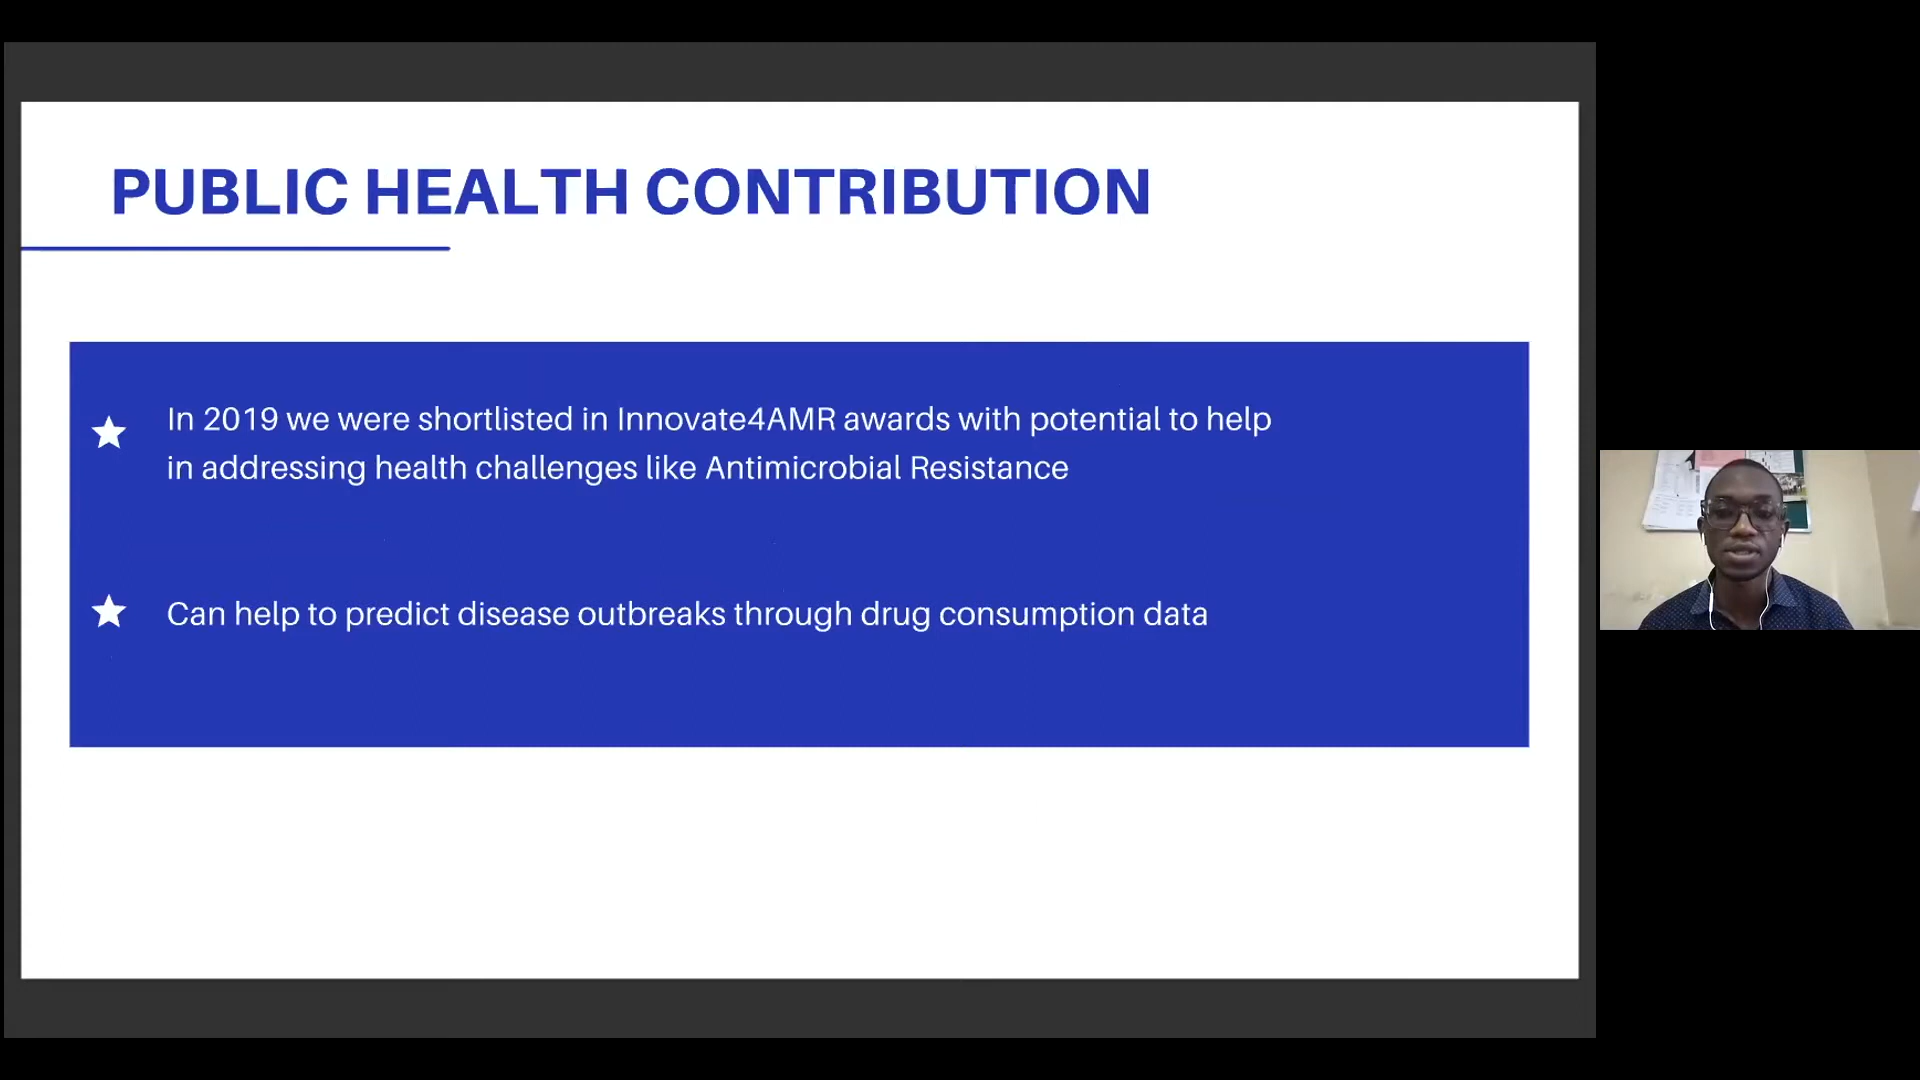 PUBLIC HEALTH CONTRIBUTION
In 2019 we were shortlisted in Innovate4AMR awards with potential to help
in addressing health challenges like Antimicrobial Resistance
Can help to predict disease outbreaks through drug consumption data